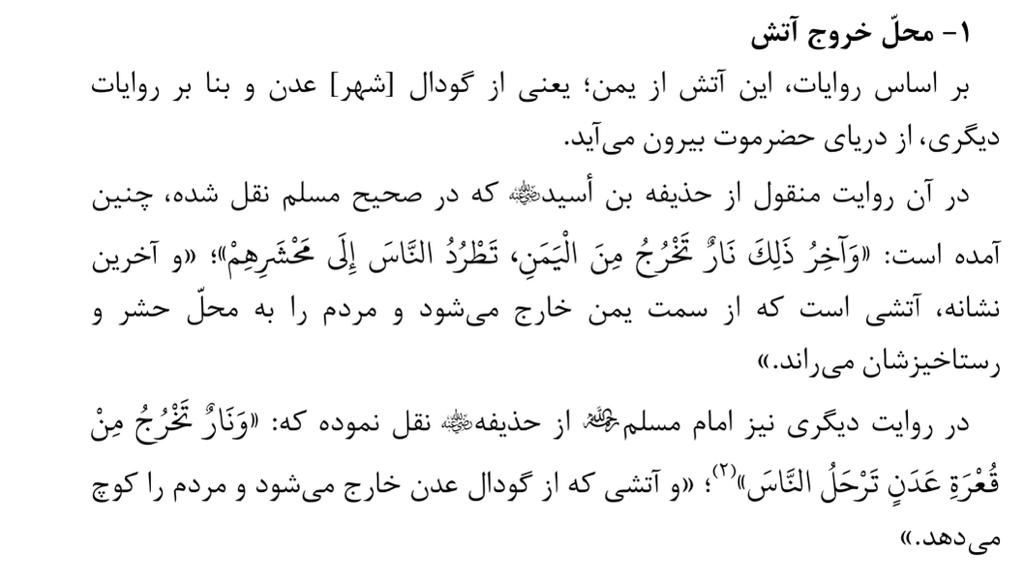 ۱- محلّ خروج آتش
بر اساس روایات، این آتش از یمن؛ یعنی از گودال [شهر] عدن و بنا بر روایات
دیگری، از دریای حضرموت بیرون می‌آید.
در آن روایت منقول از حذیفه بن أسید رضی الله عنه که در صحیح مسلم نقل شده، چنین
آمده است: «وَآخِرُ ذَلِكَ نَارٌ تَخْرُجُ مِنَ الْيَمَنِ، تَطْرُدُ النَّاسَ إِلَى مَحْشَرِهِمْ»؛ «و آخرین
نشانه، آتشی است که از سمت یمن خارج می‌شود و مردم را به محلّ حشر و
رستاخیزشان می‌راند.»
در روایت دیگری نیز امام مسلم رحمه الله از حذیفه رضی الله عنه نقل نموده که: «وَنَارٌ تَخْرُجُ مِنْ
قُعْرَةِ عَدَنٍ تَرْحَلُ النَّاسَ»(۲)؛ «و آتشی که از گودال عدن خارج می‌شود و مردم را کوچ
می‌دهد.»